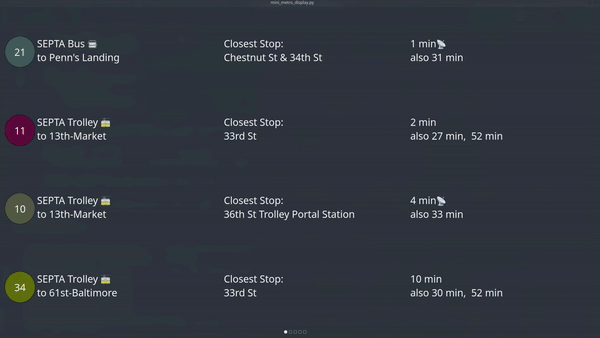 mini_metro_display.py
21
SEPTA Bus 🚍
to Penn's Landing
Closest Stop:
Chestnut St & 34th St
1 min📡
also 31 min
11
SEPTA Trolley 🚋
to 13th-Market
Closest Stop:
33rd St
2 min
also 27 min, 52 min
10
SEPTA Trolley 🚋
to 13th-Market
Closest Stop:
36th St Trolley Portal Station
4 min📡
also 33 min
34
SEPTA Trolley 🚋
to 61st-Baltimore
Closest Stop:
33rd St
10 min
also 30 min, 52 min